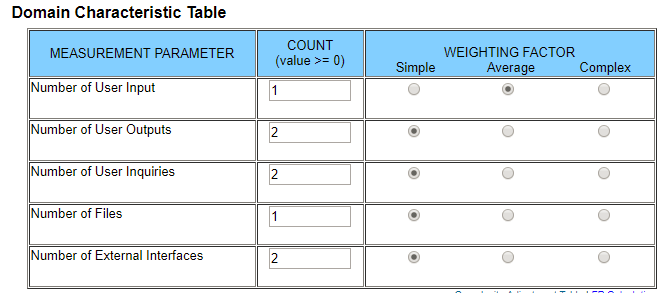 Domain Characteristic Table
MEASUREMENT PARAMETER
COUNT
(value >= 0)
WEIGHTING FACTOR
Simple Average Complex
Number of User Input 1
Number of User Outputs 2
Number of User Inquiries 2
Number of Files 1
Number of External Interfaces 2